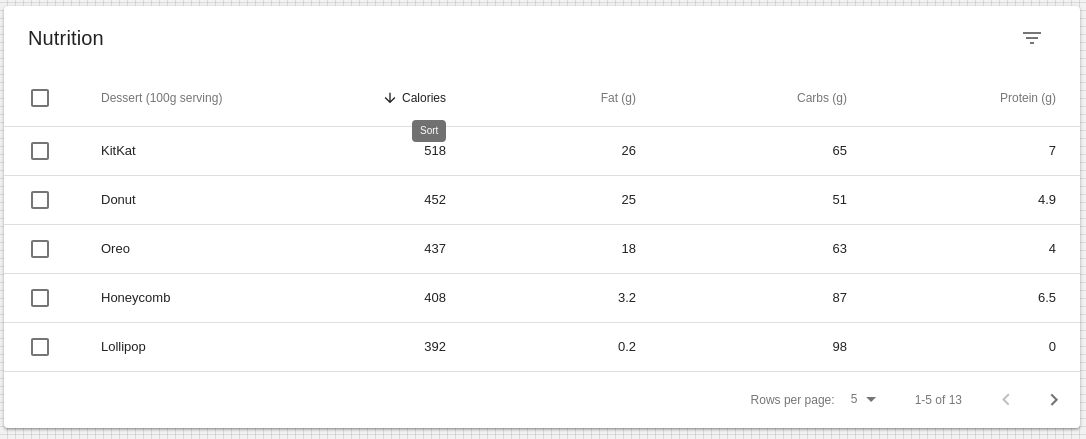 Nutrition
Dessert (100g serving) Calories Fat (g) Carbs (g) Protein (g)
Sort
KitKat 518 26 65 7
Donut 452 25 51 4.9
Oreo 437 18 63 4
Honeycomb 408 3.2 87 6.5
Lollipop 392 0.2 98 0
Rows per page: 5 1-5 of 13